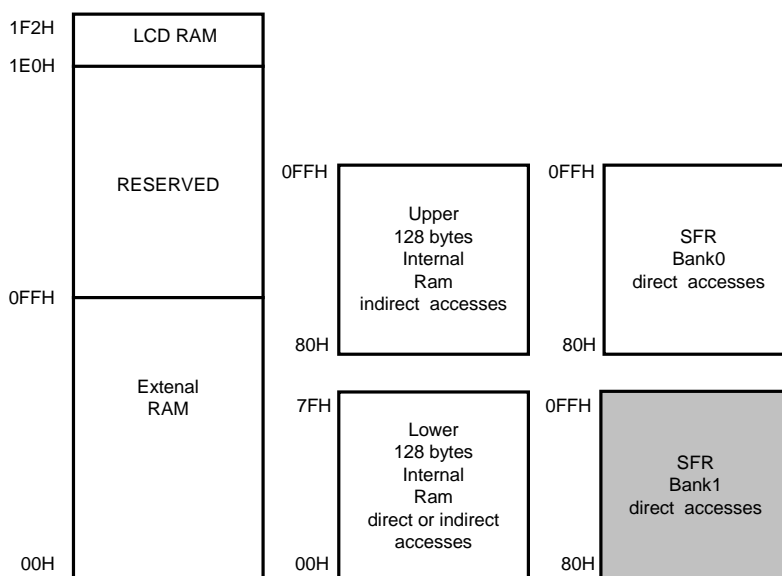 1F2H
LCD RAM
1E0H
RESERVED
0FFH
Extenal
RAM
00H
0FFH
Upper
128 bytes
Internal
Ram
indirect accesses
80H
7FH
Lower
128 bytes
Internal
Ram
direct or indirect
accesses
00H
0FFH
SFR
Bank0
direct accesses
80H
0FFH
SFR
Bank1
direct accesses
80H